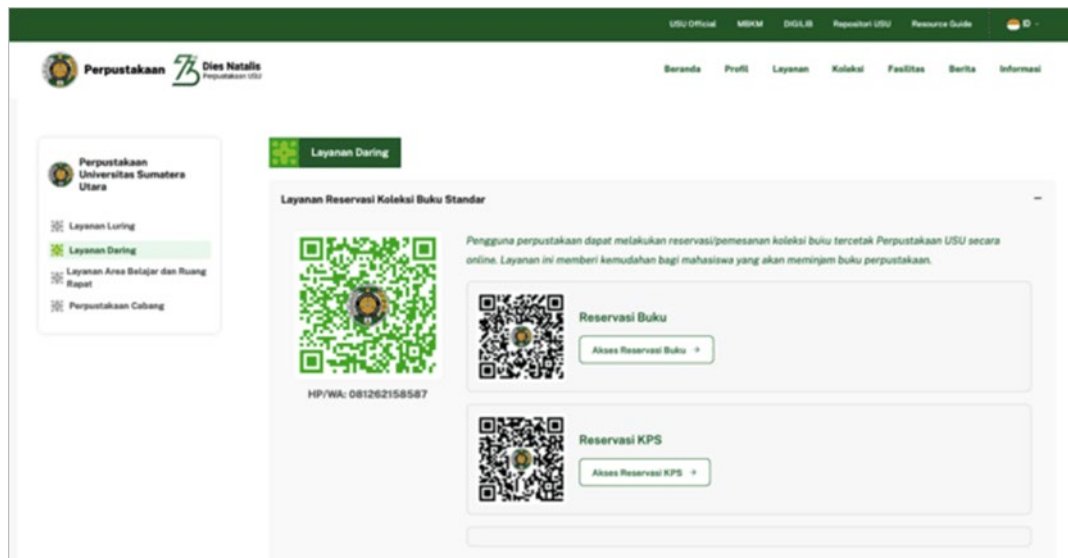 USU Official MBKM DIGILIB Repositori USU Resource Guide ID
Perpustakaan 73 Dies Natalis
Perpustakaan USU
Beranda Profil Layanan Koleksi Fasilitas Berita Informasi
Perpustakaan
Universitas Sumatera
Utara
Layanan Luring
Layanan Daring
Layanan Area Belajar dan Ruang
Rapat
Perpustakaan Cabang
Layanan Daring
Layanan Reservasi Koleksi Buku Standar
Pengguna perpustakaan dapat melakukan reservasi/pemesanan koleksi buku tercetak Perpustakaan USU secara
online. Layanan ini memberi kemudahan bagi mahasiswa yang akan meminjam buku perpustakaan.
HP/WA: 081262158587
Reservasi Buku
Akses Reservasi Buku →
Reservasi KPS
Akses Reservasi KPS →